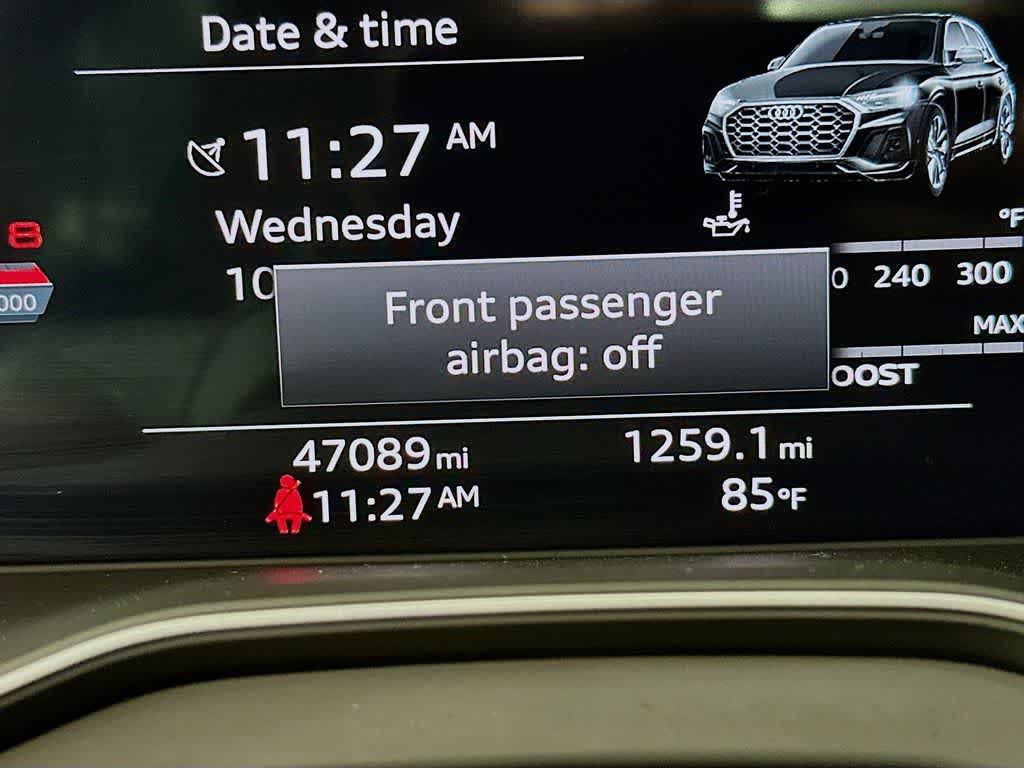 Date & time
11:27 AM
Wednesday
8
10
000
°F
240 300
Front passenger
airbag: off
MAX
OOST
47089 mi
1259.1 mi
11:27 AM
85 °F